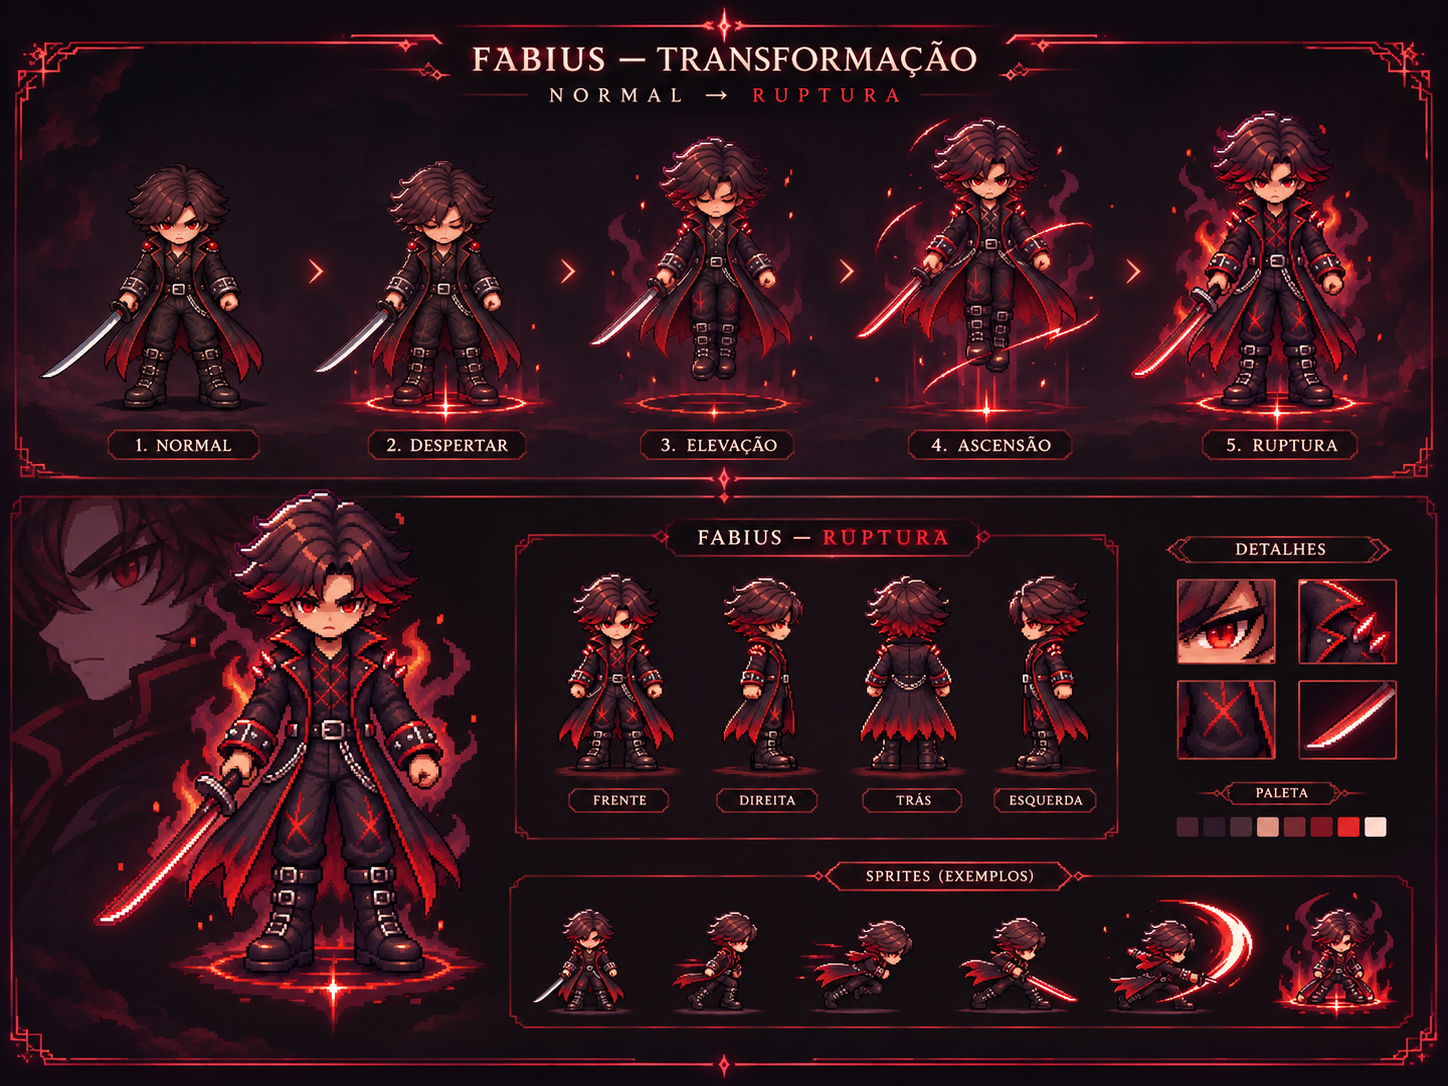 FABIUS — TRANSFORMAÇÃO
NORMAL → RUPTURA
1. NORMAL
2. DESPERTAR
3. ELEVAÇÃO
4. ASCENSÃO
5. RUPTURA
FABIUS — RUPTURA
FRENTE
DIREITA
TRÁS
ESQUERDA
DETALHES
PALETA
SPRITES (EXEMPLOS)